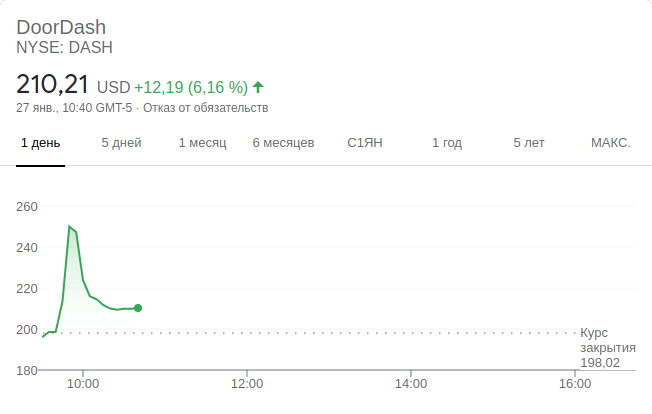 DoorDash
NYSE: DASH
210,21 USD +12,19 (6,16 %)
27 янв., 10:40 GMT-5 · Отказ от обязательств
1 день 5 дней 1 месяц 6 месяцев С1ЯН 1 год 5 лет МАКС.
260
240
220
200
180
Курс
закрытия
198,02
10:00 12:00 14:00 16:00